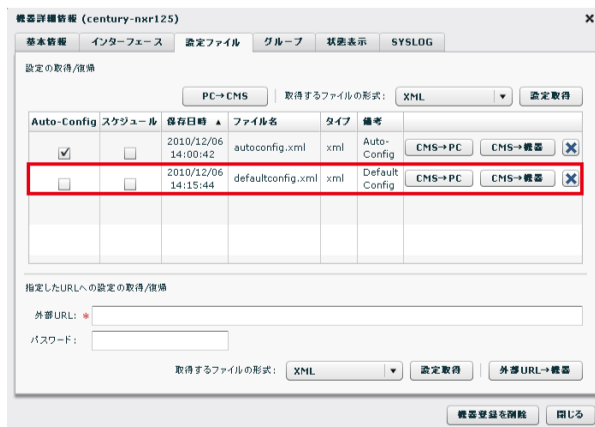 機器詳細情報 (century-nxr125) ×
基本情報 インターフェース 設定ファイル グループ 状態表示 SYSLOG
設定の取得/復帰
PC→CMS 取得するファイルの形式: XML ▼ 設定取得
Auto-Config スケジュール 保存日時 ▲ ファイル名 タイプ 備考
2010/12/06 14:00:42 autoconfig.xml xml Auto-Config CMS→PC CMS→機器
2010/12/06 14:15:44 defaultconfig.xml xml Default Config CMS→PC CMS→機器
指定したURLへの設定の取得/復帰
外部URL: *
パスワード:
取得するファイルの形式: XML ▼ 設定取得 外部URL→機器
機器登録を削除 閉じる